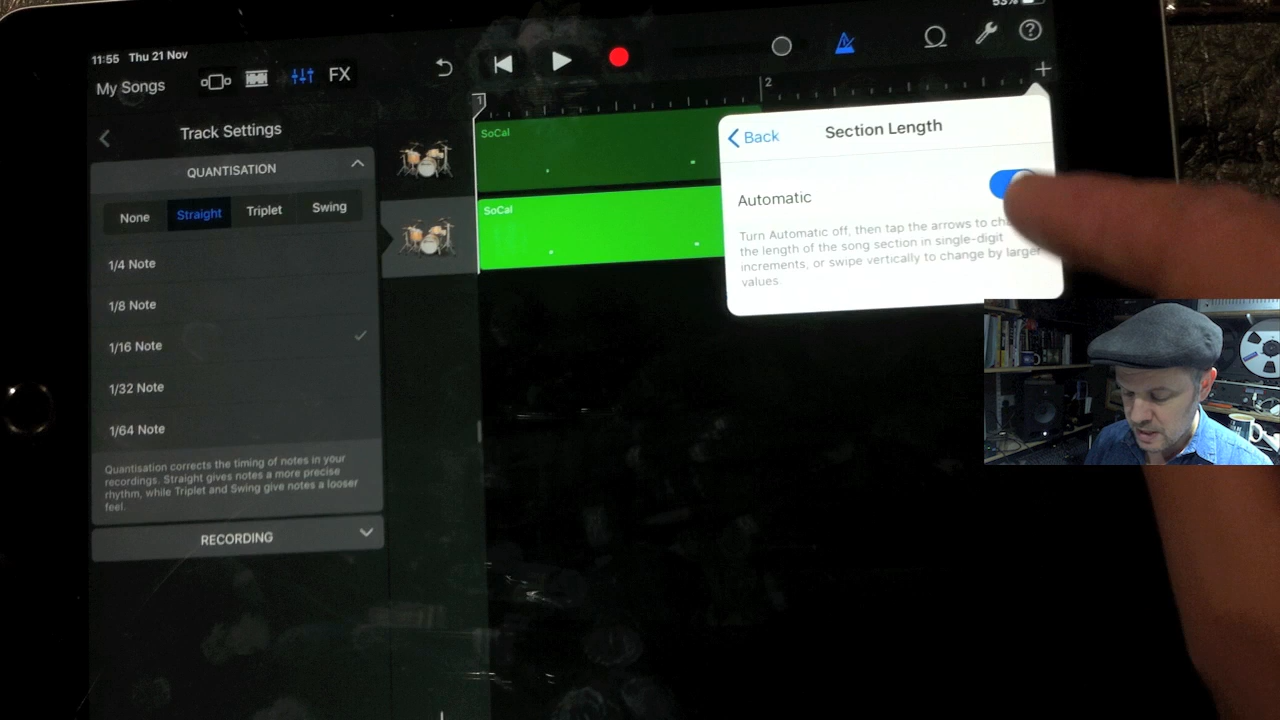 53%
11:55 Thu 21 Nov
My Songs
FX
1
2
Track Settings
QUANTISATION
None
Straight
Triplet
Swing
1/4 Note
1/8 Note
1/16 Note
1/32 Note
1/64 Note
Quantisation corrects the timing of notes in your
recordings. Straight gives notes a more precise
rhythm, while Triplet and Swing give notes a looser
feel.
RECORDING
SoCal
SoCal
Back
Section Length
Automatic
Turn Automatic off, then tap the arrows to
the length of the song section in single-digit
increments, or swipe vertically to change by larger
values.